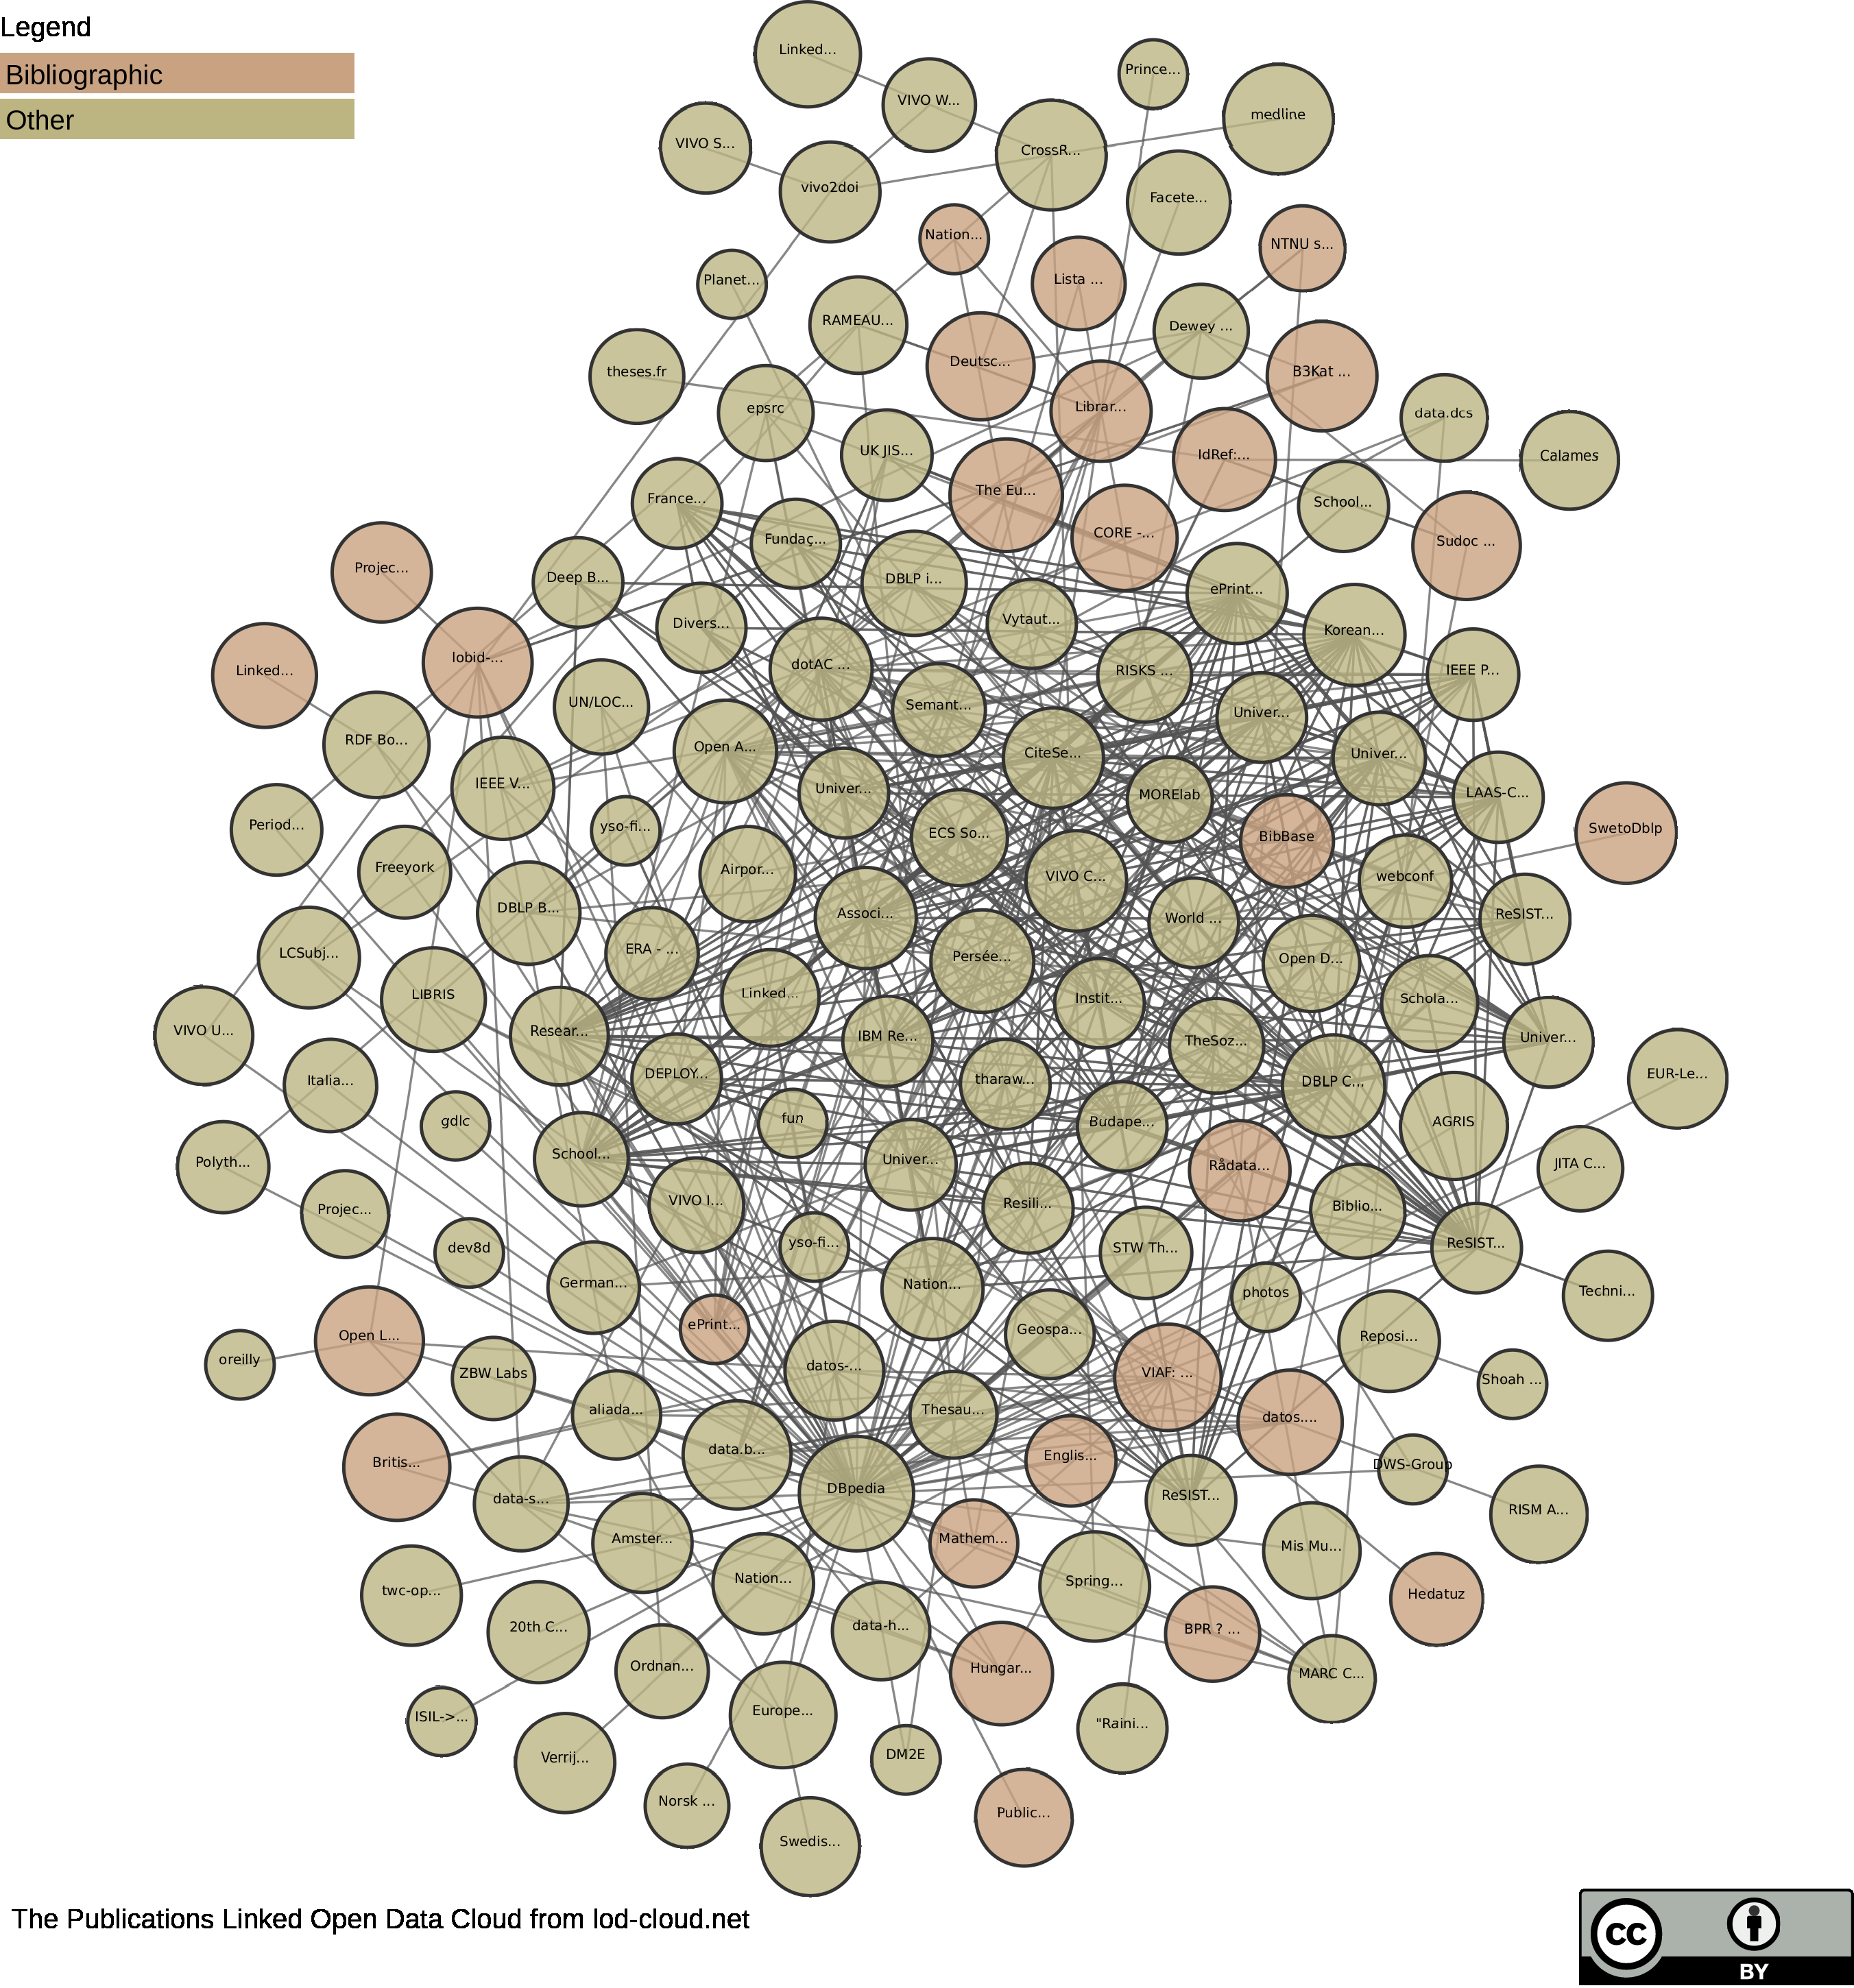 Legend
Bibliographic
Other
Linked...
Prince...
VIVO W...
medline
VIVO S...
CrossR...
vivo2doi
Facete...
Nation...
NTNU s...
Planet...
Lista ...
RAMEAU...
Dewey ...
Deutsc...
theses.fr
B3Kat ...
epsrc
Librar...
data.dcs
UK JIS...
IdRef:...
Calames
The Eu...
France...
School...
Fundaç...
CORE -...
Sudoc ...
Projec...
Deep B...
DBLP i...
ePrint...
Divers...
Vytaut...
Korean...
lobid-...
dotAC ...
Linked...
RISKS ...
IEEE P...
UN/LOC...
Semant...
Univer...
RDF Bo...
Open A...
CiteSe...
Univer...
IEEE V...
Univer...
MORElab
LAAS-C...
Period...
yso-fi...
ECS So...
BibBase
SwetoDblp
Freeyork
Airpor...
VIVO C...
webconf
DBLP B...
Associ...
World ...
ReSIST...
LCSubj...
ERA - ...
Persée...
Open D...
LIBRIS
Linked...
Instit...
Schola...
VIVO U...
Resear...
IBM Re...
TheSoz...
Univer...
Italia...
DEPLOY...
tharaw...
DBLP C...
EUR-Le...
gdlc
fun
Budape...
AGRIS
Polyth...
School...
Univer...
Rådata...
JITA C...
Projec...
VIVO I...
Resili...
Biblio...
dev8d
yso-fi...
STW Th...
ReSIST...
German...
Nation...
photos
Techni...
Open L...
ePrint...
Geospa...
Reposi...
oreilly
ZBW Labs
datos-...
VIAF: ...
Shoah ...
aliada...
Thesau...
datos....
Britis...
data.b...
Englis...
DWS-Group
data-s...
DBpedia
ReSIST...
RISM A...
Amster...
Mathem...
Mis Mu...
twc-op...
Nation...
Spring...
Hedatuz
20th C...
data-h...
BPR ? ...
Ordnan...
Hungar...
MARC C...
ISIL->...
Europe...
"Raini...
Verrij...
DM2E
Norsk ...
Public...
Swedis...
The Publications Linked Open Data Cloud from lod-cloud.net
cc
BY